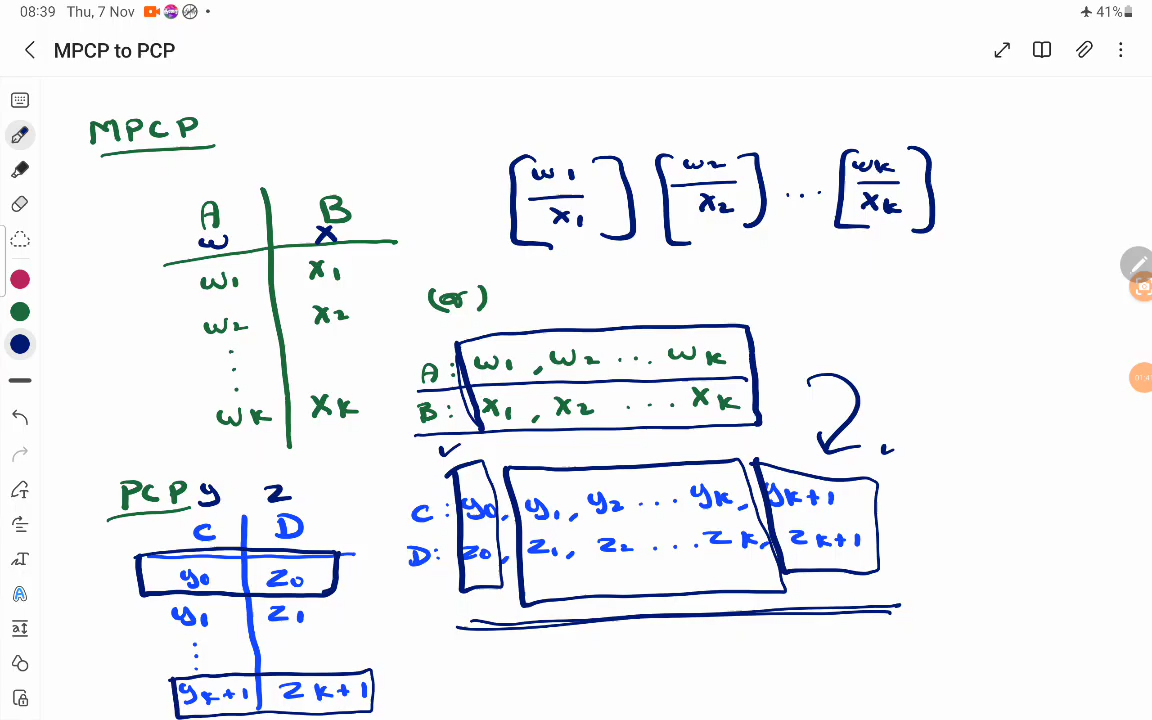 08:39 Thu, 7 Nov 41%
MPCP to PCP
MPCP
A B
w x
w1 x1
w2 x2
⋮
wk xk
[w1/x1] [w2/x2] ... [wk/xk]
(or)
A: w1, w2 ... wk
B: x1, x2 ... xk
C: y0, y1, y2 ... yk, yk+1
D: z0, z1, z2 ... zk, zk+1
PCP y z
C D
y0 z0
y1 z1
⋮
yk+1 zk+1